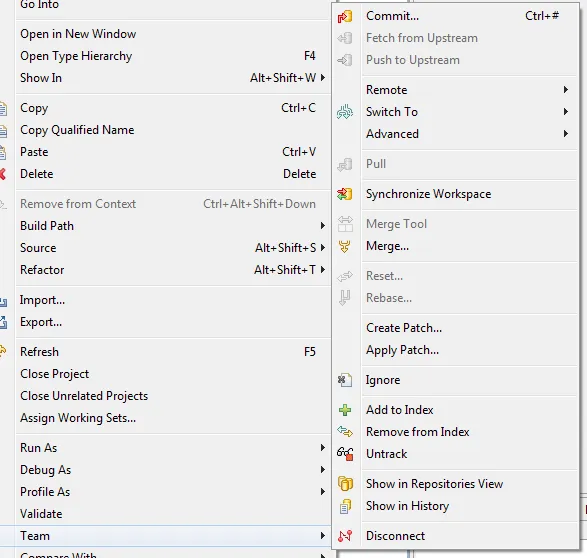 Go Into
Open in New Window
Open Type Hierarchy F4
Show In Alt+Shift+W
Copy Ctrl+C
Copy Qualified Name
Paste Ctrl+V
Delete Delete
Remove from Context Ctrl+Alt+Shift+Down
Build Path
Source Alt+Shift+S
Refactor Alt+Shift+T
Import...
Export...
Refresh F5
Close Project
Close Unrelated Projects
Assign Working Sets...
Run As
Debug As
Profile As
Validate
Team
Compare With
Commit... Ctrl+#
Fetch from Upstream
Push to Upstream
Remote
Switch To
Advanced
Pull
Synchronize Workspace
Merge Tool
Merge...
Reset...
Rebase...
Create Patch...
Apply Patch...
Ignore
Add to Index
Remove from Index
Untrack
Show in Repositories View
Show in History
Disconnect